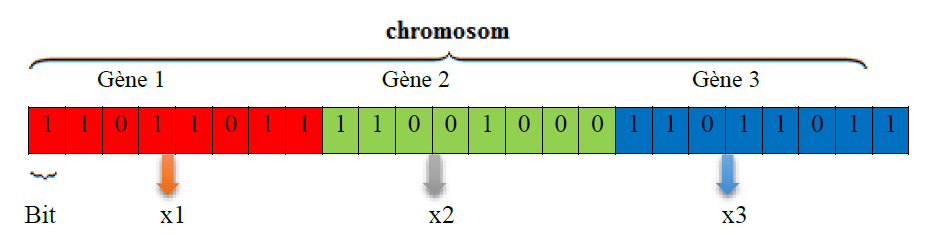 chromosom
Gène 1 Gène 2 Gène 3
1 1 0 1 1 0 1 1 1 1 0 0 1 0 0 0 1 1 0 1 1 0 1 1
Bit x1 x2 x3